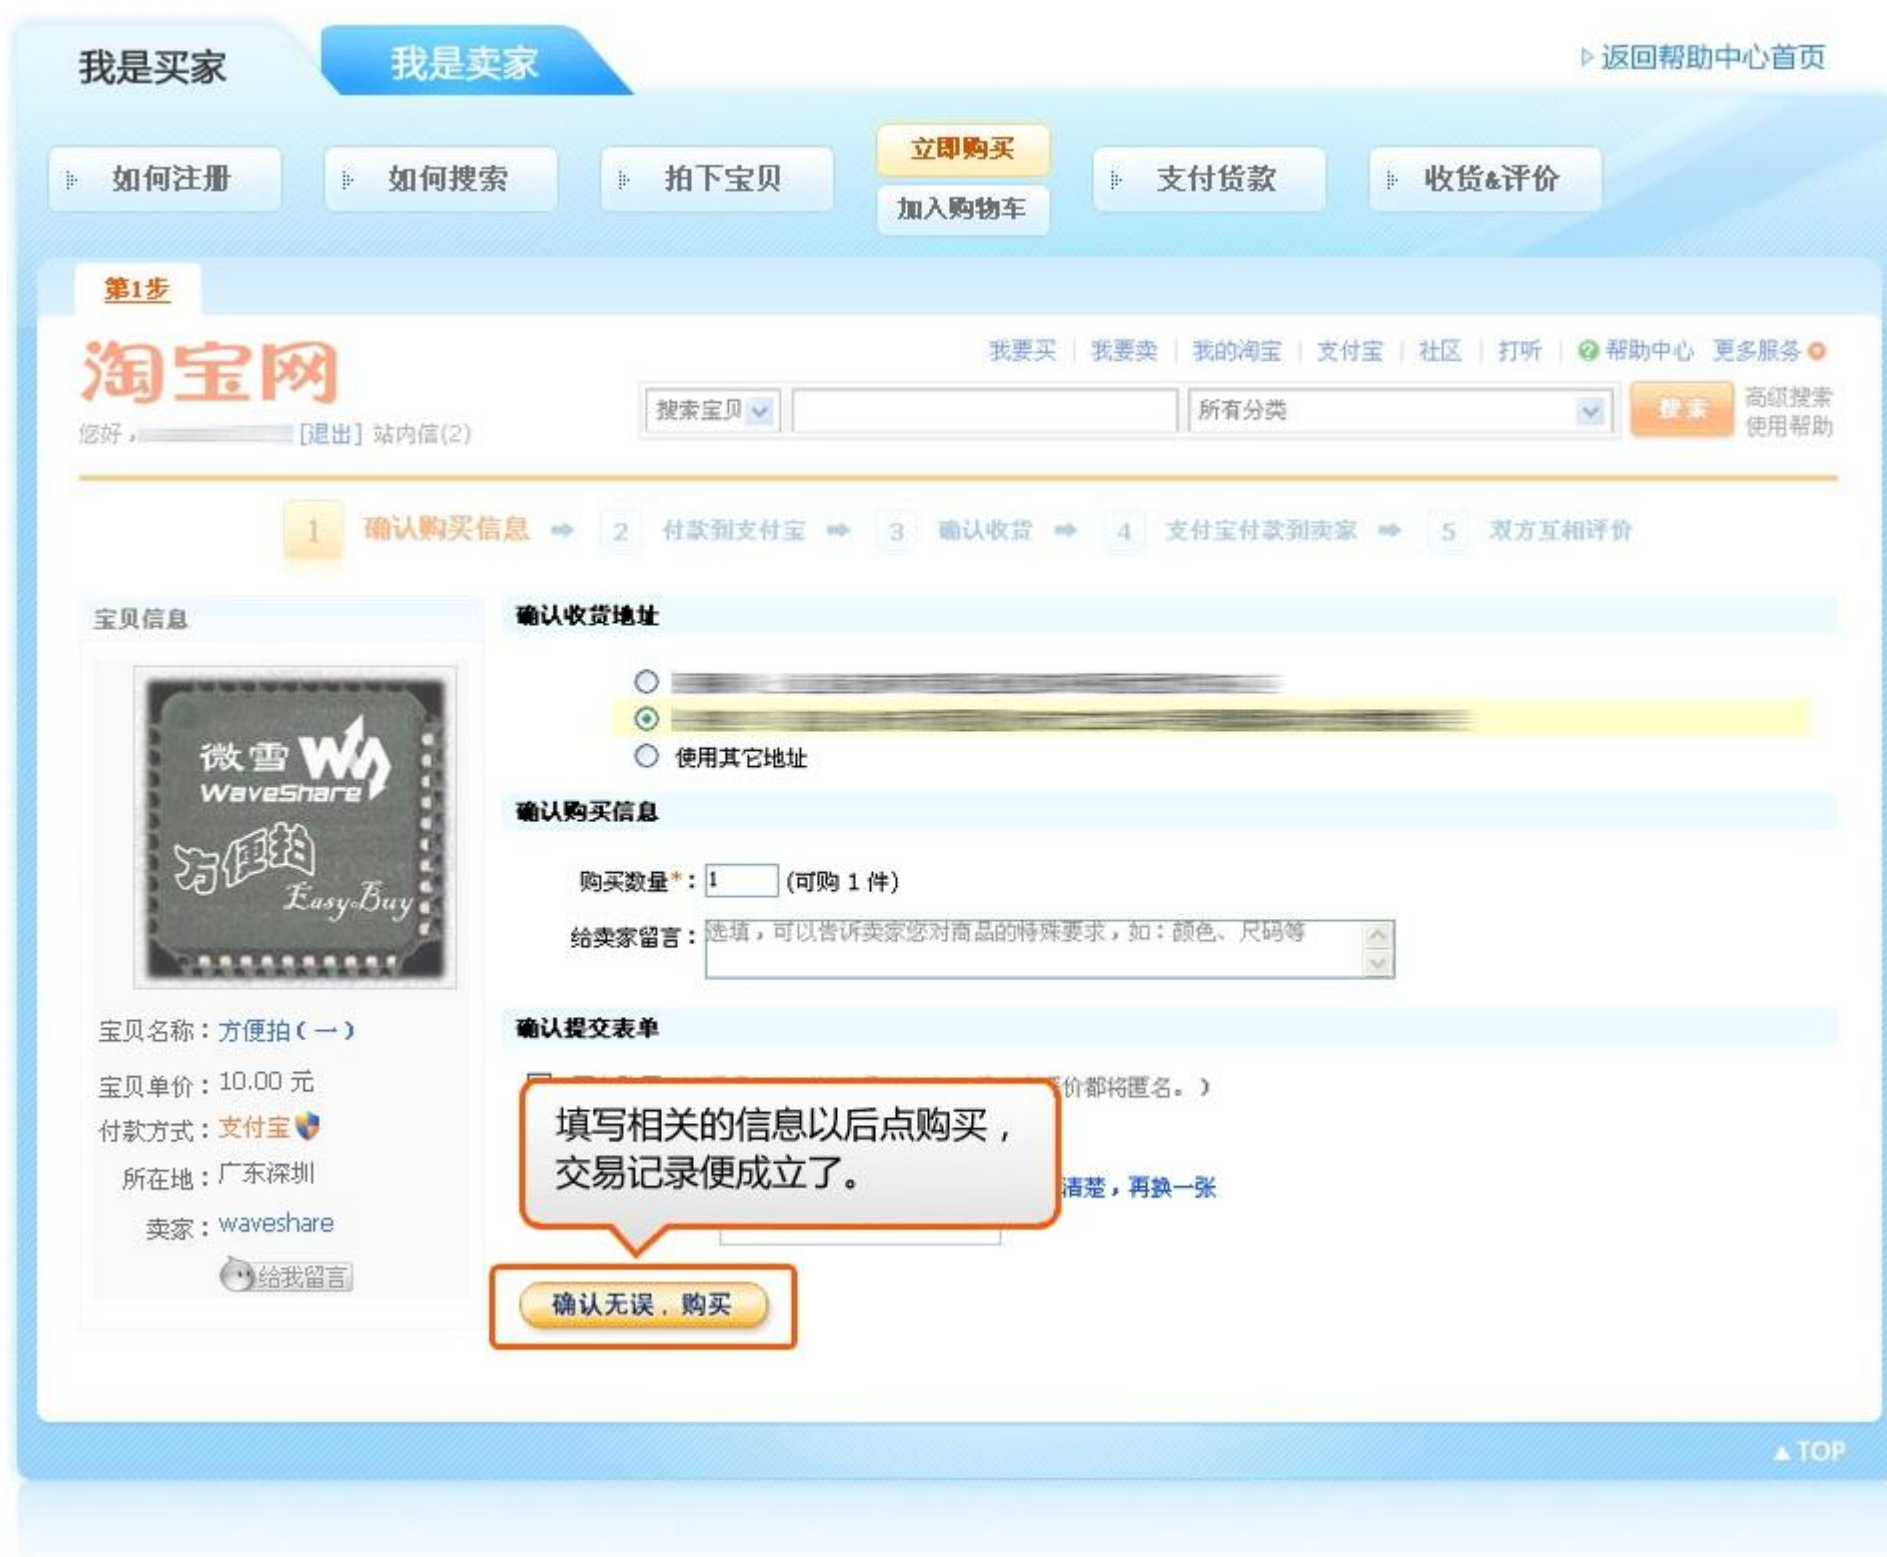 我是买家
我是卖家
返回帮助中心首页
如何注册
如何搜索
拍下宝贝
立即购买
加入购物车
支付货款
收货&评价
第1步
淘宝网
我要买 | 我要卖 | 我的淘宝 | 支付宝 | 社区 | 打听 | 帮助中心 更多服务
搜索宝贝
所有分类
搜索
高级搜索
使用帮助
您好，
[退出] 站内信(2)
1 确认购买信息
2 付款到支付宝
3 确认收货
4 支付宝付款到卖家
5 双方互相评价
宝贝信息
微雪
WaveShare
方便拍
Easy Buy
宝贝名称：方便拍(一)
宝贝单价：10.00 元
付款方式：支付宝
所在地：广东深圳
卖家：waveshare
给我留言
确认收货地址
使用其它地址
确认购买信息
购买数量*：1 (可购 1 件)
给卖家留言：选填，可以告诉卖家您对商品的特殊要求，如：颜色、尺码等
确认提交表单
价都将匿名。)
填写相关的信息以后点购买，
交易记录便成立了。
清楚，再换一张
确认无误，购买
TOP